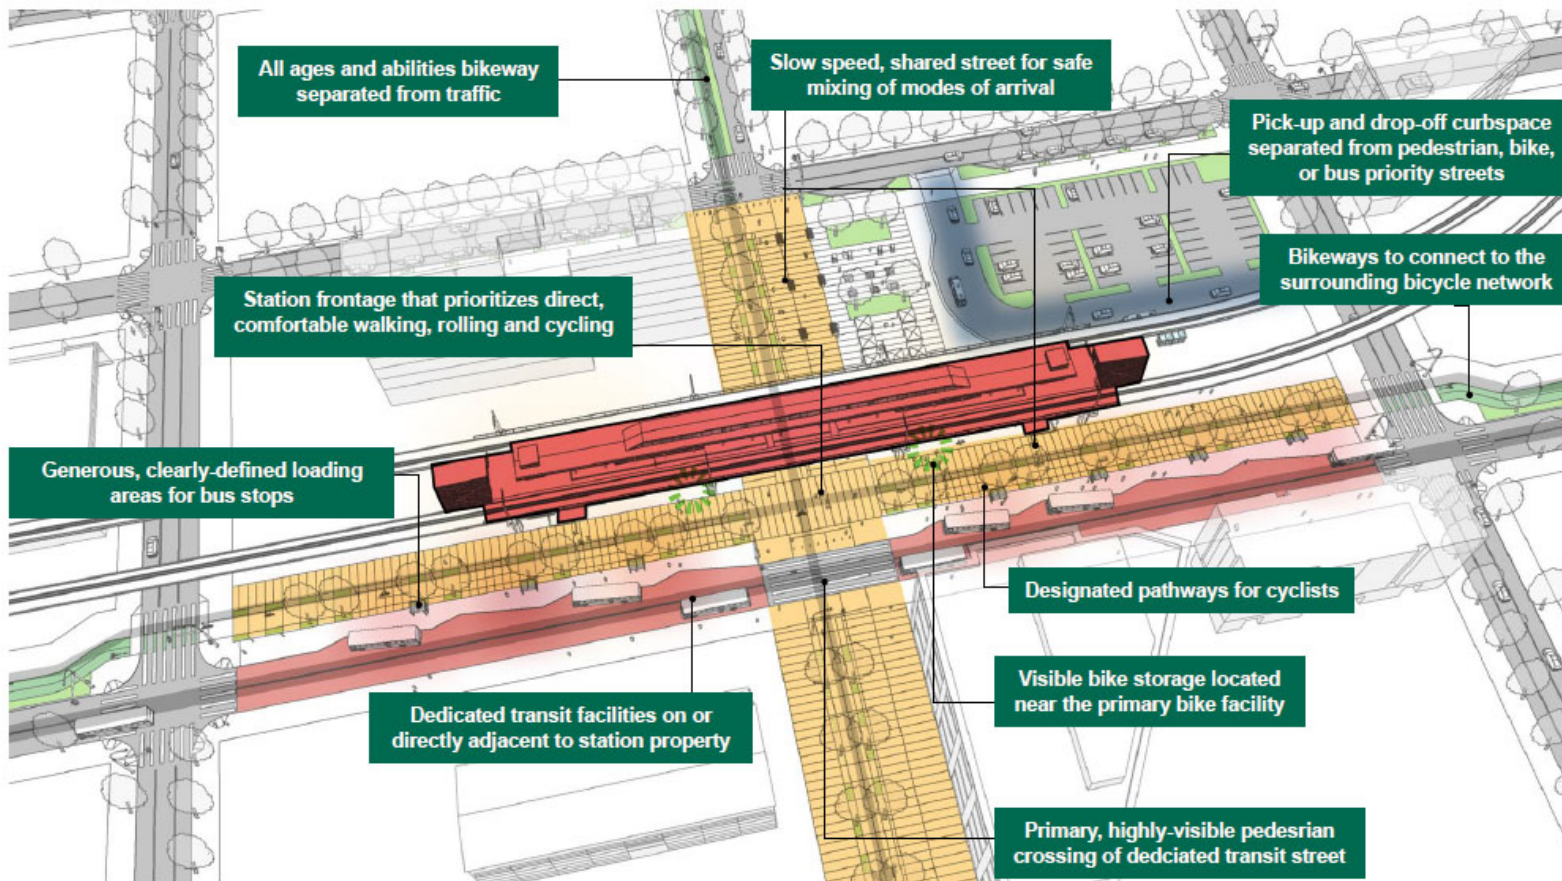 All ages and abilities bikeway
separated from traffic
Slow speed, shared street for safe
mixing of modes of arrival
Pick-up and drop-off curbspace
separated from pedestrian, bike,
or bus priority streets
Bikeways to connect to the
surrounding bicycle network
Station frontage that prioritizes direct,
comfortable walking, rolling and cycling
Generous, clearly-defined loading
areas for bus stops
Designated pathways for cyclists
Visible bike storage located
near the primary bike facility
Dedicated transit facilities on or
directly adjacent to station property
Primary, highly-visible pedesrian
crossing of dedciated transit street